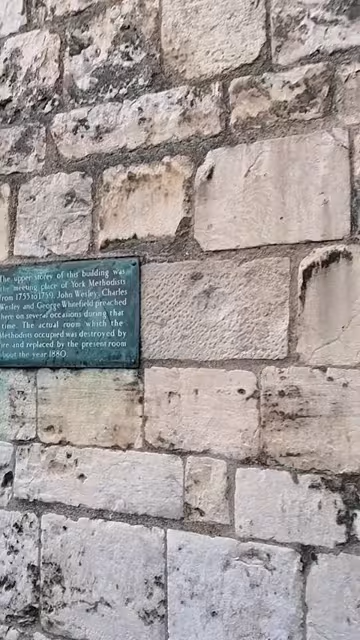 The upper storey of this building was
the meeting place of York Methodists
from 1753 to 1759. John Wesley, Charles
Wesley and George Whitefield preached
here on several occasions during that
time. The actual room which the
Methodists occupied was destroyed by
fire and replaced by the present room
about the year 1880